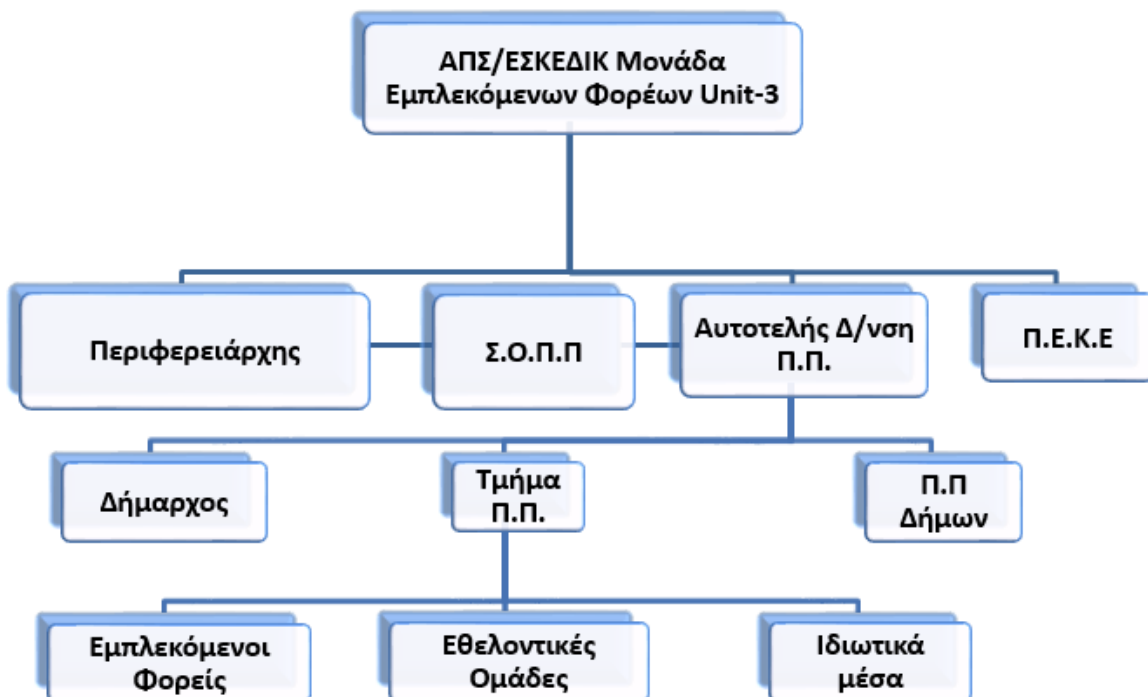 ΑΠΣ/ΕΣΚΕΔΙΚ Μονάδα
Εμπλεκόμενων Φορέων Unit-3
Περιφερειάρχης
Σ.Ο.Π.Π
Αυτοτελής Δ/νση
Π.Π.
Π.Ε.Κ.Ε
Δήμαρχος
Τμήμα
Π.Π.
Π.Π
Δήμων
Εμπλεκόμενοι
Φορείς
Εθελοντικές
Ομάδες
Ιδιωτικά
μέσα